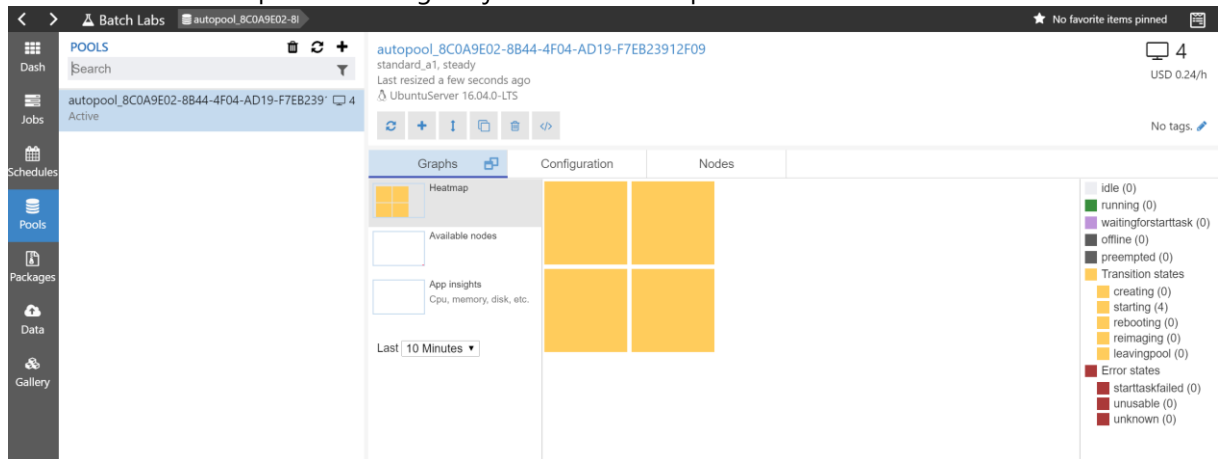 Batch Labs
autopool_8C0A9E02-8I
No favorite items pinned
Dash
Jobs
Schedules
Pools
Packages
Data
Gallery
POOLS
Search
autopool_8C0A9E02-8B44-4F04-AD19-F7EB239
4
Active
autopool_8C0A9E02-8B44-4F04-AD19-F7EB23912F09
standard_a1, steady
Last resized a few seconds ago
UbuntuServer 16.04.0-LTS
4
USD 0.24/h
No tags.
Graphs
Configuration
Nodes
Heatmap
Available nodes
App insights
Cpu, memory, disk, etc.
Last 10 Minutes
idle (0)
running (0)
waitingforstarttask (0)
offline (0)
preempted (0)
Transition states
creating (0)
starting (4)
rebooting (0)
reimaging (0)
leavingpool (0)
Error states
starttaskfailed (0)
unusable (0)
unknown (0)